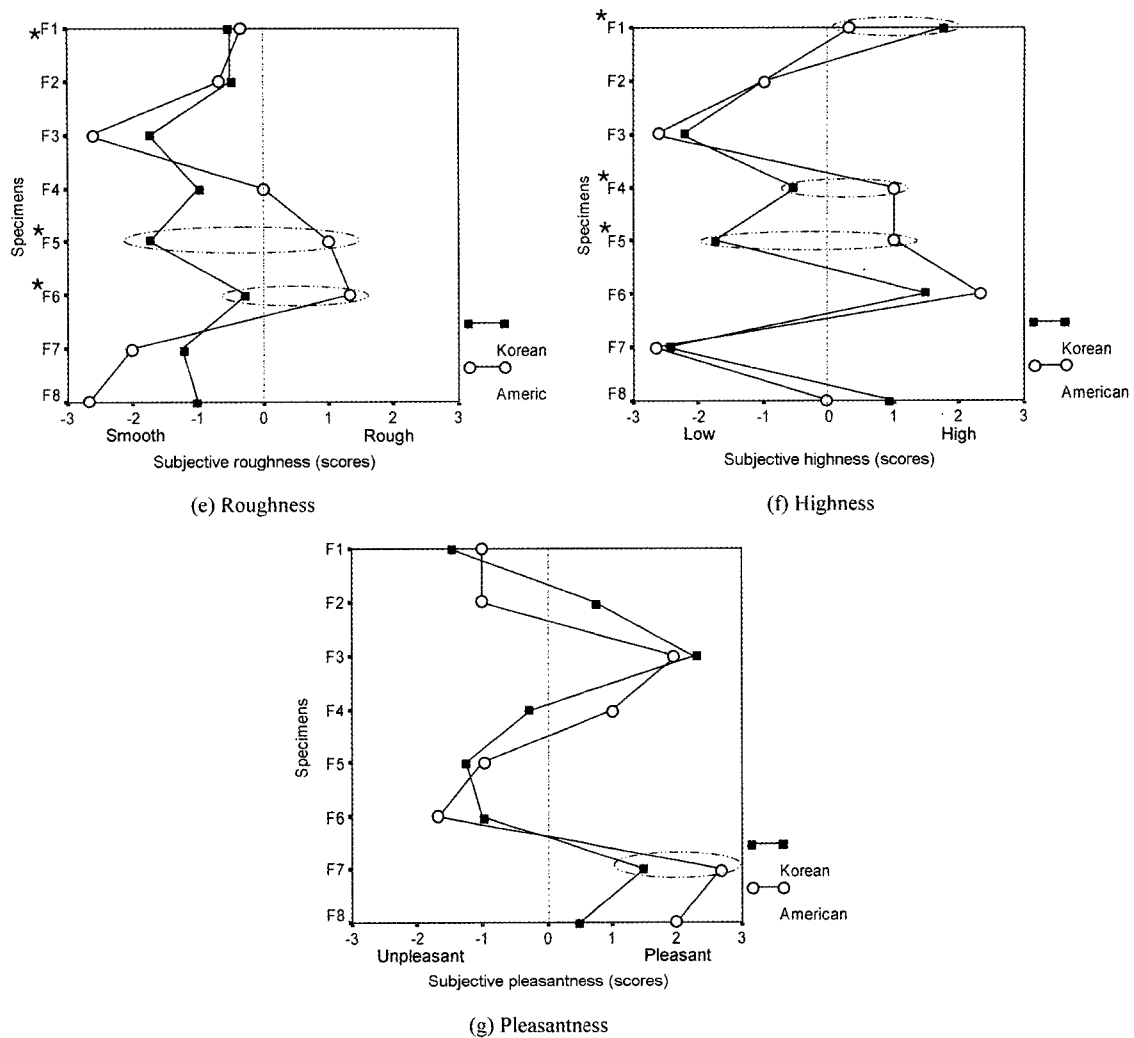 *F1
F2
F3
F4
*F5
*F6
F7
F8
Specimens
-3 -2 -1 0 1 2 3
Smooth Rough
Subjective roughness (scores)
Korean
Americ
(e) Roughness
*F1
F2
F3
*F4
*F5
F6
F7
F8
Specimens
-3 -2 -1 0 1 2 3
Low High
Subjective highness (scores)
Korean
American
(f) Highness
F1
F2
F3
F4
F5
F6
F7
F8
Specimens
-3 -2 -1 0 1 2 3
Unpleasant Pleasant
Subjective pleasantness (scores)
Korean
American
(g) Pleasantness